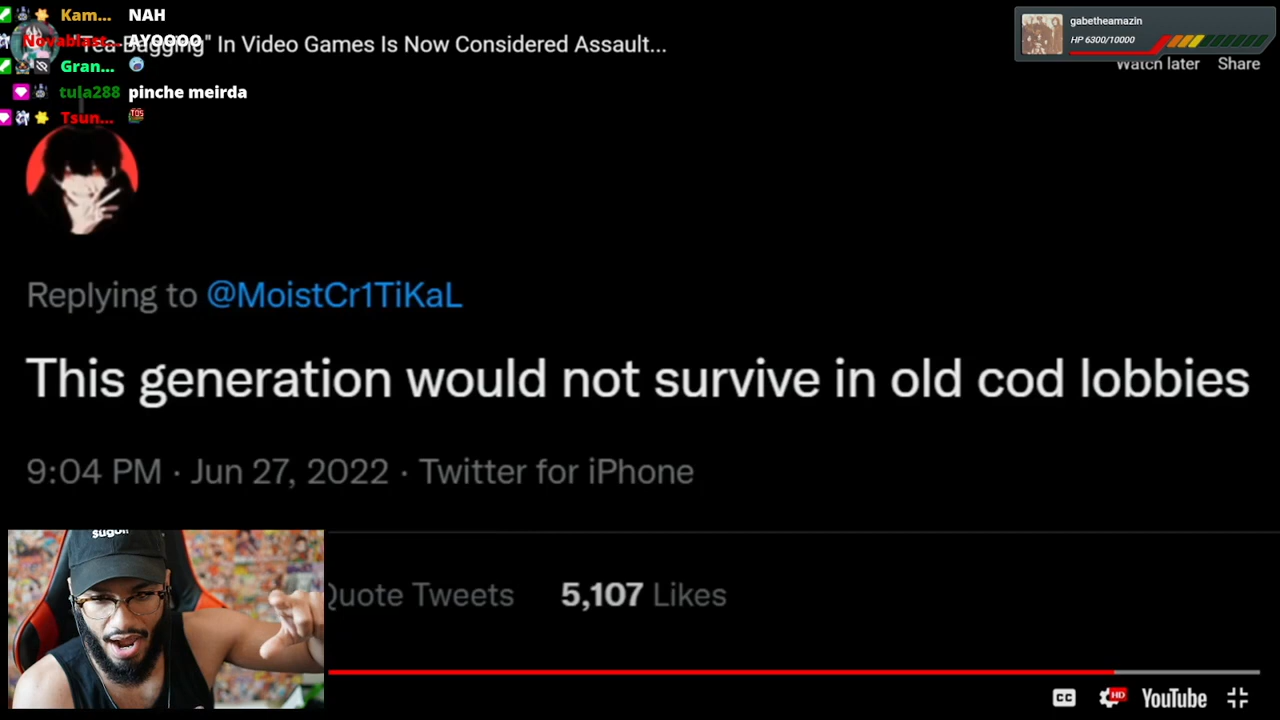 Kam... NAH
Novablast... AYOOOO
"Tea-Bagging" In Video Games Is Now Considered Assault...
Gran...
tula288 pinche meirda
Tsun...
gabetheamazin
HP 6300/10000
Watch later Share
Replying to @MoistCr1TiKaL
This generation would not survive in old cod lobbies
9:04 PM · Jun 27, 2022 · Twitter for iPhone
Quote Tweets 5,107 Likes
CC HD YouTube